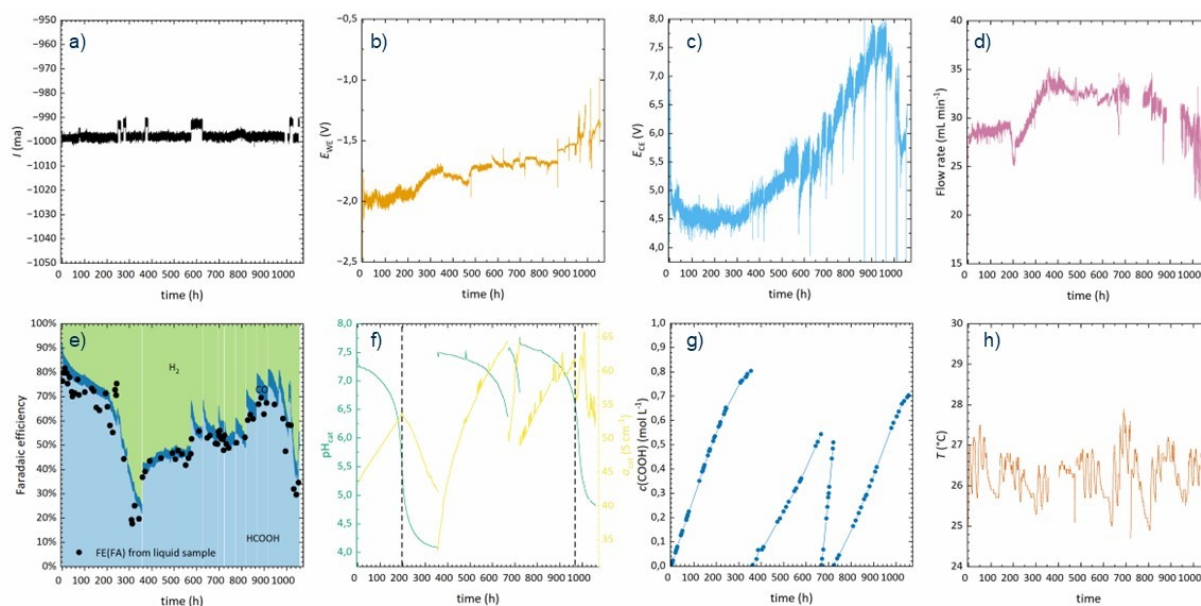 a)
−950
−960
−970
−980
−990
−1000
−1010
−1020
−1030
−1040
−1050
I (ma)
0 100 200 300 400 500 600 700 800 900 1000
time (h)
b)
−0,5
−1,0
−1,5
−2,0
−2,5
E_WE (V)
0 100 200 300 400 500 600 700 800 900 1000
time (h)
c)
8,0
7,5
7,0
6,5
6,0
5,5
5,0
4,5
4,0
E_CE (V)
0 100 200 300 400 500 600 700 800 900 1000
time (h)
d)
40
35
30
25
20
15
Flow rate (mL min⁻¹)
0 100 200 300 400 500 600 700 800 900 1000
time (h)
e)
100%
90%
80%
70%
60%
50%
40%
30%
20%
10%
0%
Faradaic efficiency
H₂
CO
HCOOH
FE(FA) from liquid sample
0 100 200 300 400 500 600 700 800 900 1000
time (h)
f)
8,0
7,5
7,0
6,5
6,0
5,5
5,0
4,5
4,0
pH_cat
65
60
55
50
45
40
35
σ_cat (S cm⁻¹)
0 100 200 300 400 500 600 700 800 900 1000
time (h)
g)
1,0
0,9
0,8
0,7
0,6
0,5
0,4
0,3
0,2
0,1
0,0
c(COOH) (mol L⁻¹)
0 100 200 300 400 500 600 700 800 900 1000
time (h)
h)
30
29
28
27
26
25
24
T (°C)
0 100 200 300 400 500 600 700 800 900 1000
time